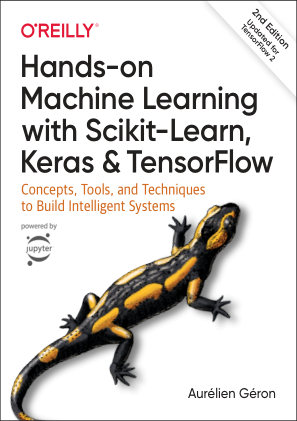 O'REILLY®
2nd Edition
Updated for
TensorFlow 2
Hands-on
Machine Learning
with Scikit-Learn,
Keras & TensorFlow
Concepts, Tools, and Techniques
to Build Intelligent Systems
powered by
jupyter
Aurélien Géron